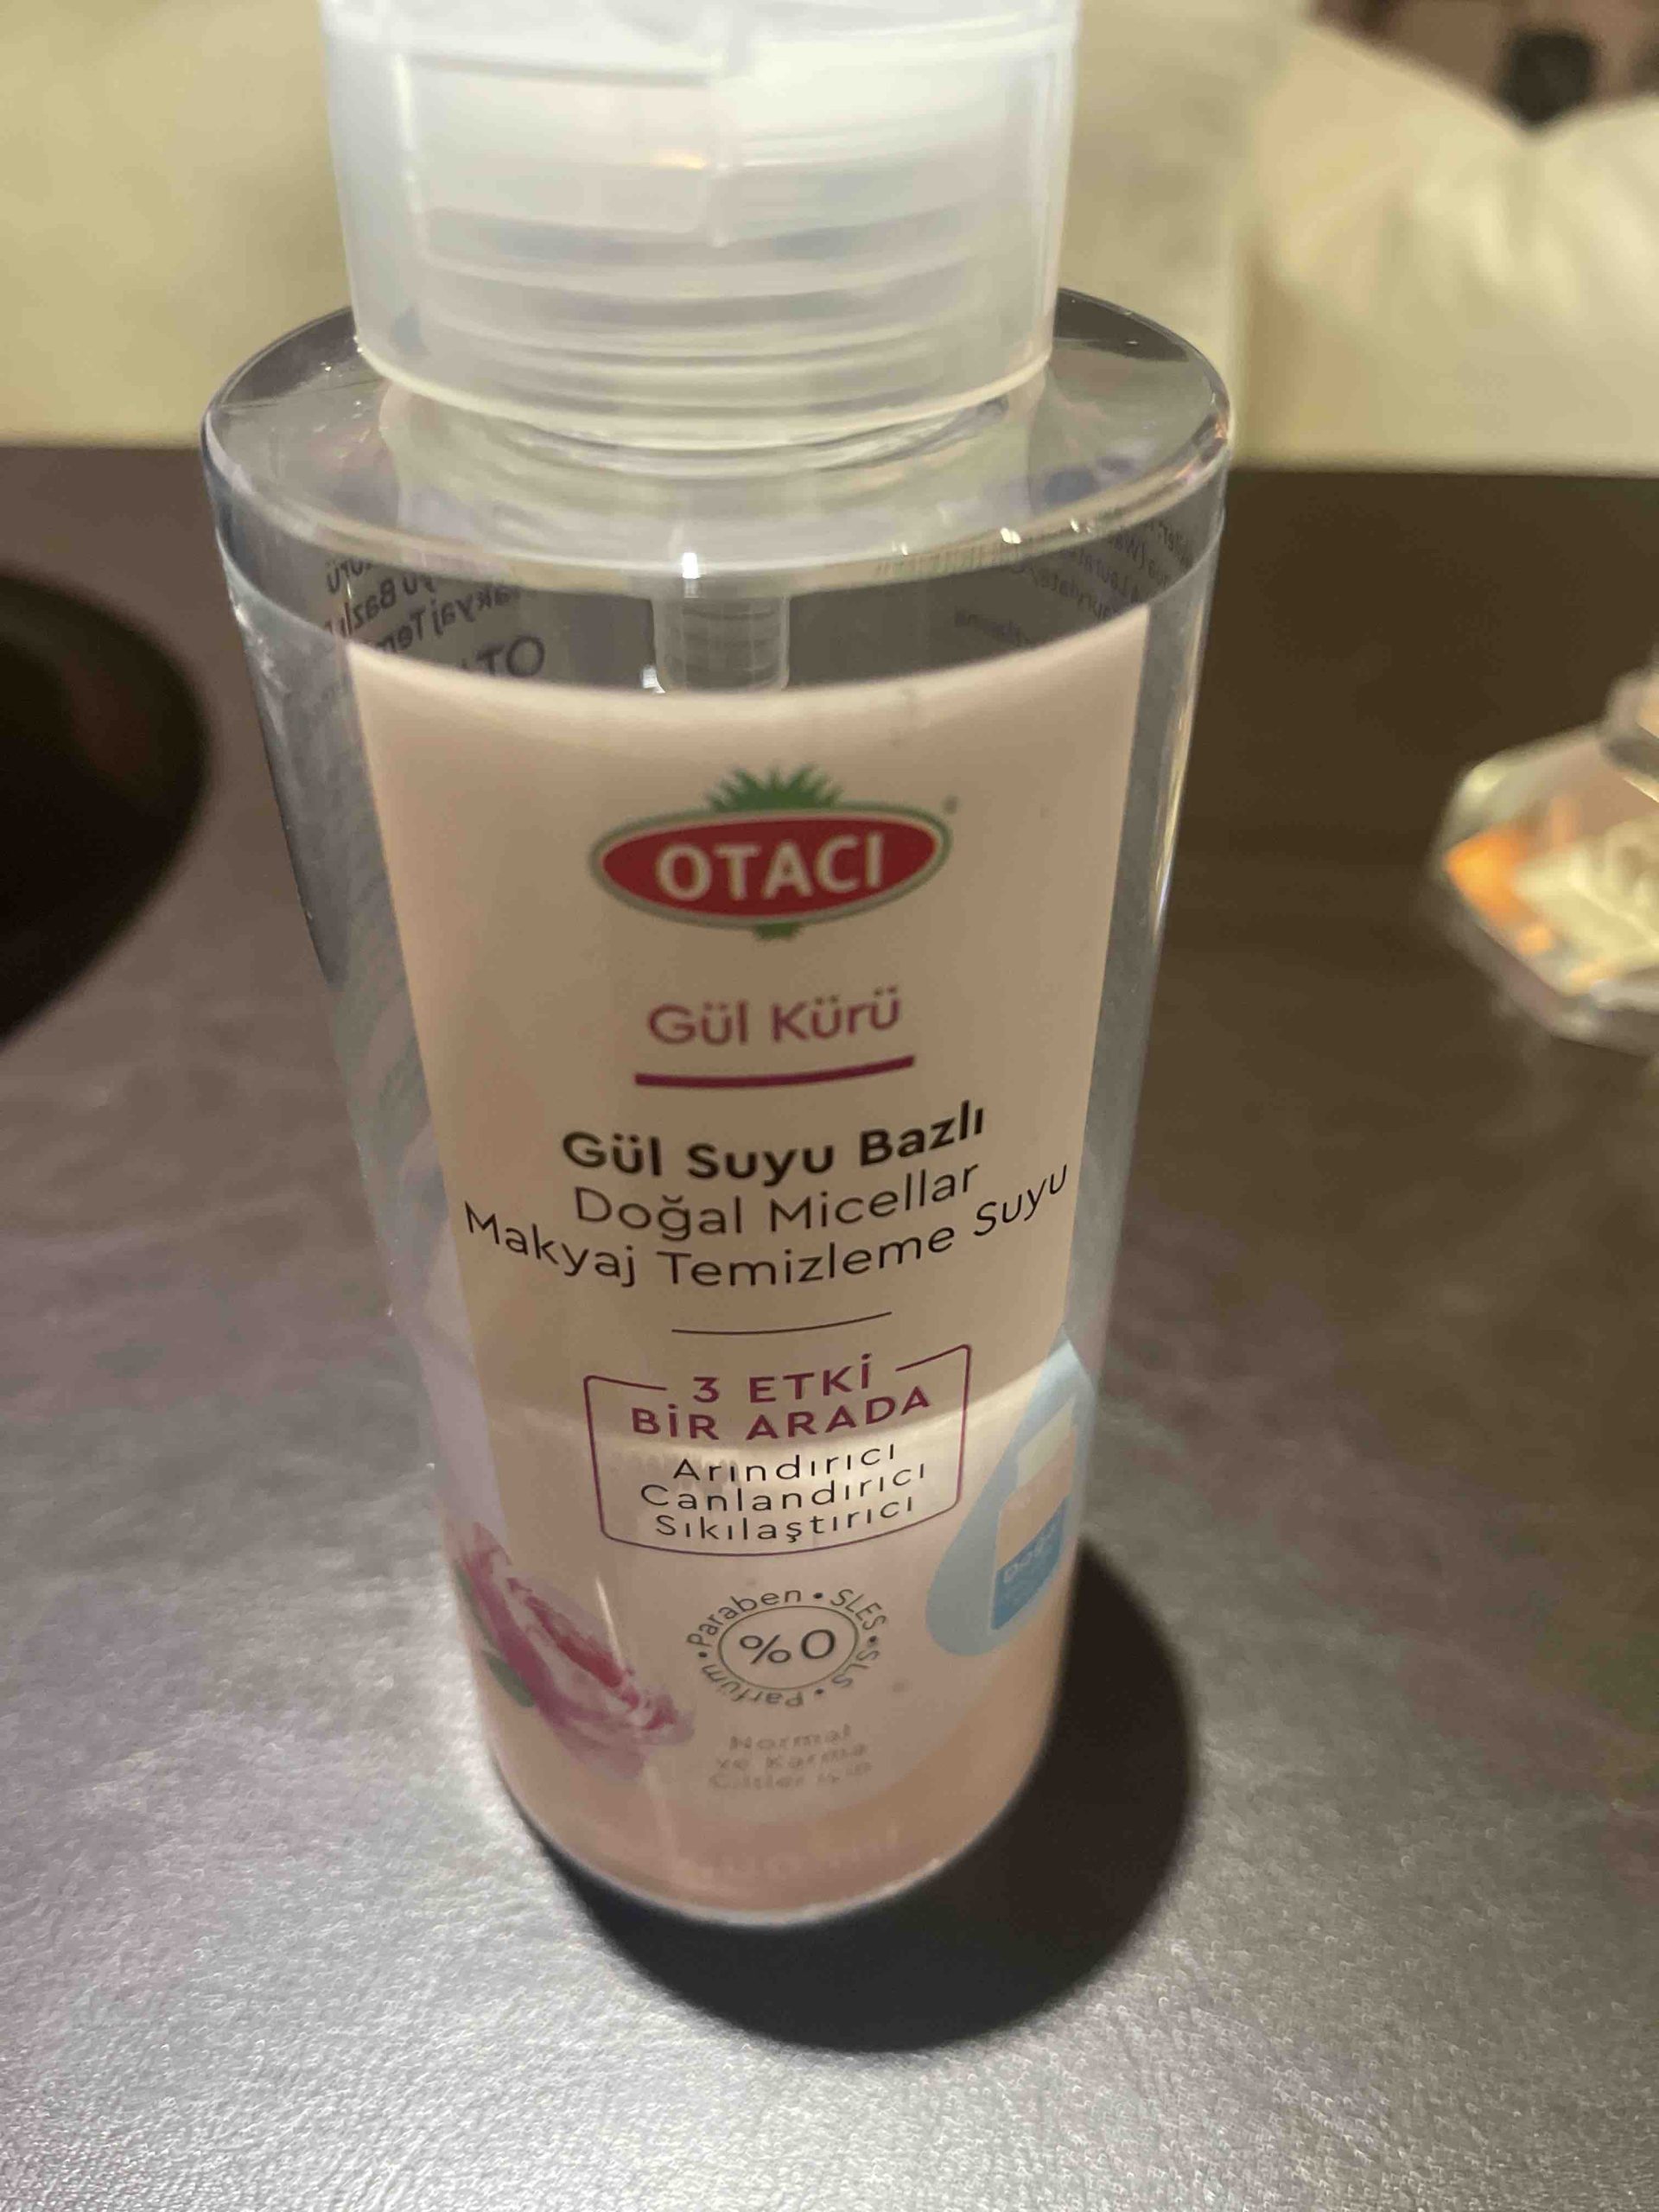 OTACI
Gül Kürü
Gül Suyu Bazlı
Doğal Micellar
Makyaj Temizleme Suyu
3 ETKİ
BİR ARADA
Arındırıcı
Canlandırıcı
Sıkılaştırıcı
Paraben • SLES • SLS • Parfüm •
%0
Normal
ve Karma
Ciltler için